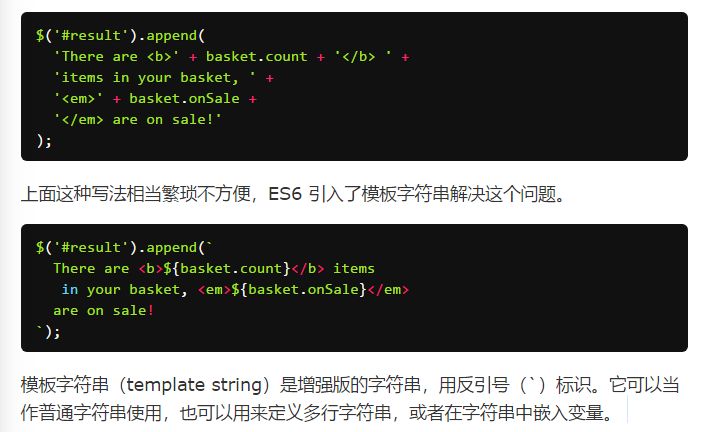 $('#result').append(
  'There are <b>' + basket.count + '</b> ' +
  'items in your basket, ' +
  '<em>' + basket.onSale +
  '</em> are on sale!'
);
上面这种写法相当繁琐不方便，ES6 引入了模板字符串解决这个问题。
$('#result').append(`
  There are <b>${basket.count}</b> items
   in your basket, <em>${basket.onSale}</em>
  are on sale!
`);
模板字符串（template string）是增强版的字符串，用反引号（`）标识。它可以当
作普通字符串使用，也可以用来定义多行字符串，或者在字符串中嵌入变量。